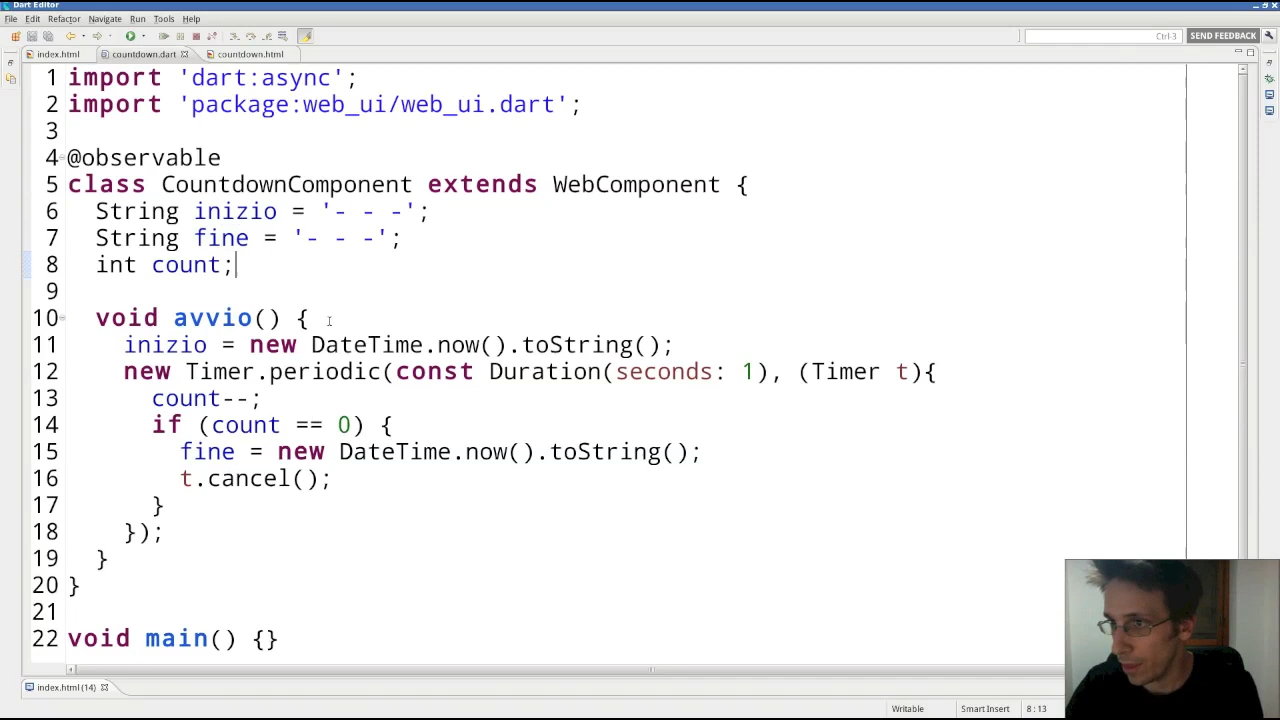 Dart Editor
File Edit Refactor Navigate Run Tools Help
Ctrl-3 SEND FEEDBACK
index.html countdown.dart countdown.html
1 import 'dart:async';
2 import 'package:web_ui/web_ui.dart';
3
4 @observable
5 class CountdownComponent extends WebComponent {
6 String inizio = '- - -';
7 String fine = '- - -';
8 int count;
9
10 void avvio() {
11 inizio = new DateTime.now().toString();
12 new Timer.periodic(const Duration(seconds: 1), (Timer t){
13 count--;
14 if (count == 0) {
15 fine = new DateTime.now().toString();
16 t.cancel();
17 }
18 });
19 }
20 }
21
22 void main() {}
index.html (14)
Writable Smart Insert 8 : 13